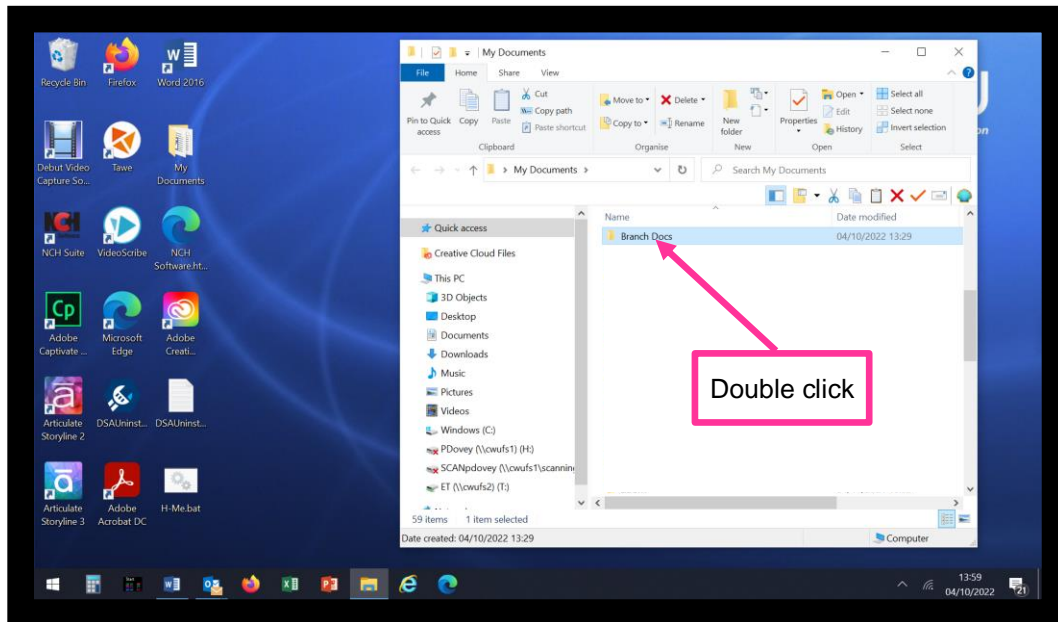 Recycle Bin
Firefox
Word 2016
Debut Video
Capture So...
Tawe
My
Documents
NCH
NCH Suite
VideoScribe
NCH
Software.ht...
Cp
Adobe
Captivate ...
Microsoft
Edge
Adobe
Creati...
Articulate
Storyline 2
DSAUninst...
DSAUninst...
Articulate
Storyline 3
Adobe
Acrobat DC
H-Me.bat
My Documents
File Home Share View
Pin to Quick
access
Copy
Paste
Cut
Copy path
Paste shortcut
Clipboard
Move to
Copy to
Delete
Rename
Organise
New
folder
New
Properties
Open
Edit
History
Open
Select all
Select none
Invert selection
Select
My Documents
Search My Documents
Name Date modified
Branch Docs 04/10/2022 13:29
Quick access
Creative Cloud Files
This PC
3D Objects
Desktop
Documents
Downloads
Music
Pictures
Videos
Windows (C:)
PDovey (\\cwufs1) (H:)
SCANpdovey (\\cwufs1\scanning
ET (\\cwufs2) (T:)
Double click
59 items 1 item selected
Date created: 04/10/2022 13:29
Computer
13:59
04/10/2022
21